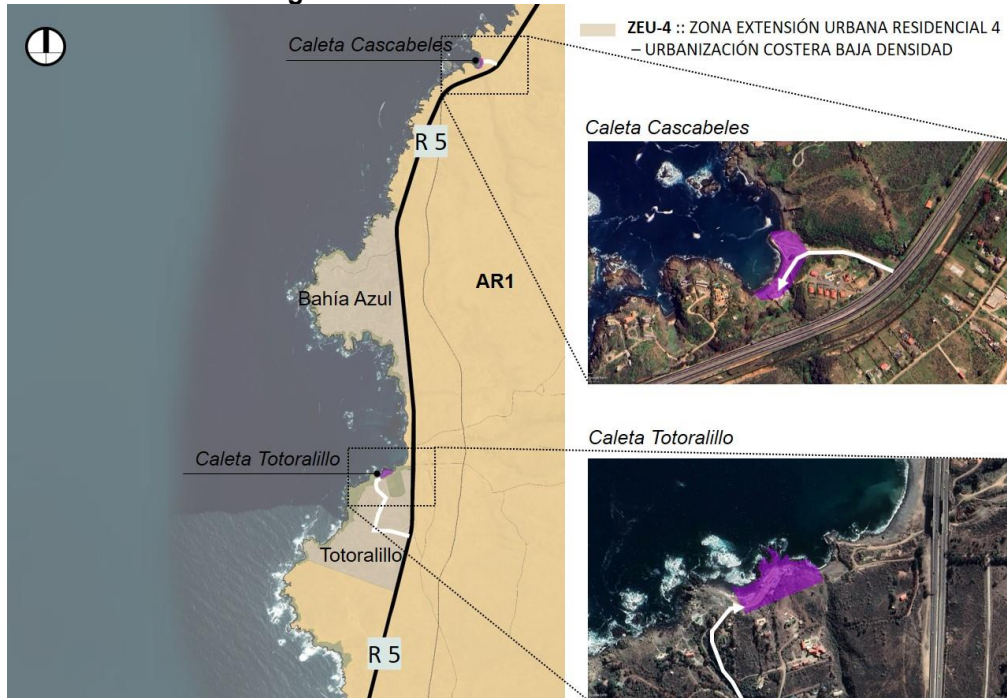 Caleta Cascabeles
R 5
Bahía Azul
AR1
Caleta Totoralillo
Totoralillo
R 5
ZEU-4 :: ZONA EXTENSIÓN URBANA RESIDENCIAL 4
– URBANIZACIÓN COSTERA BAJA DENSIDAD
Caleta Cascabeles
Caleta Totoralillo